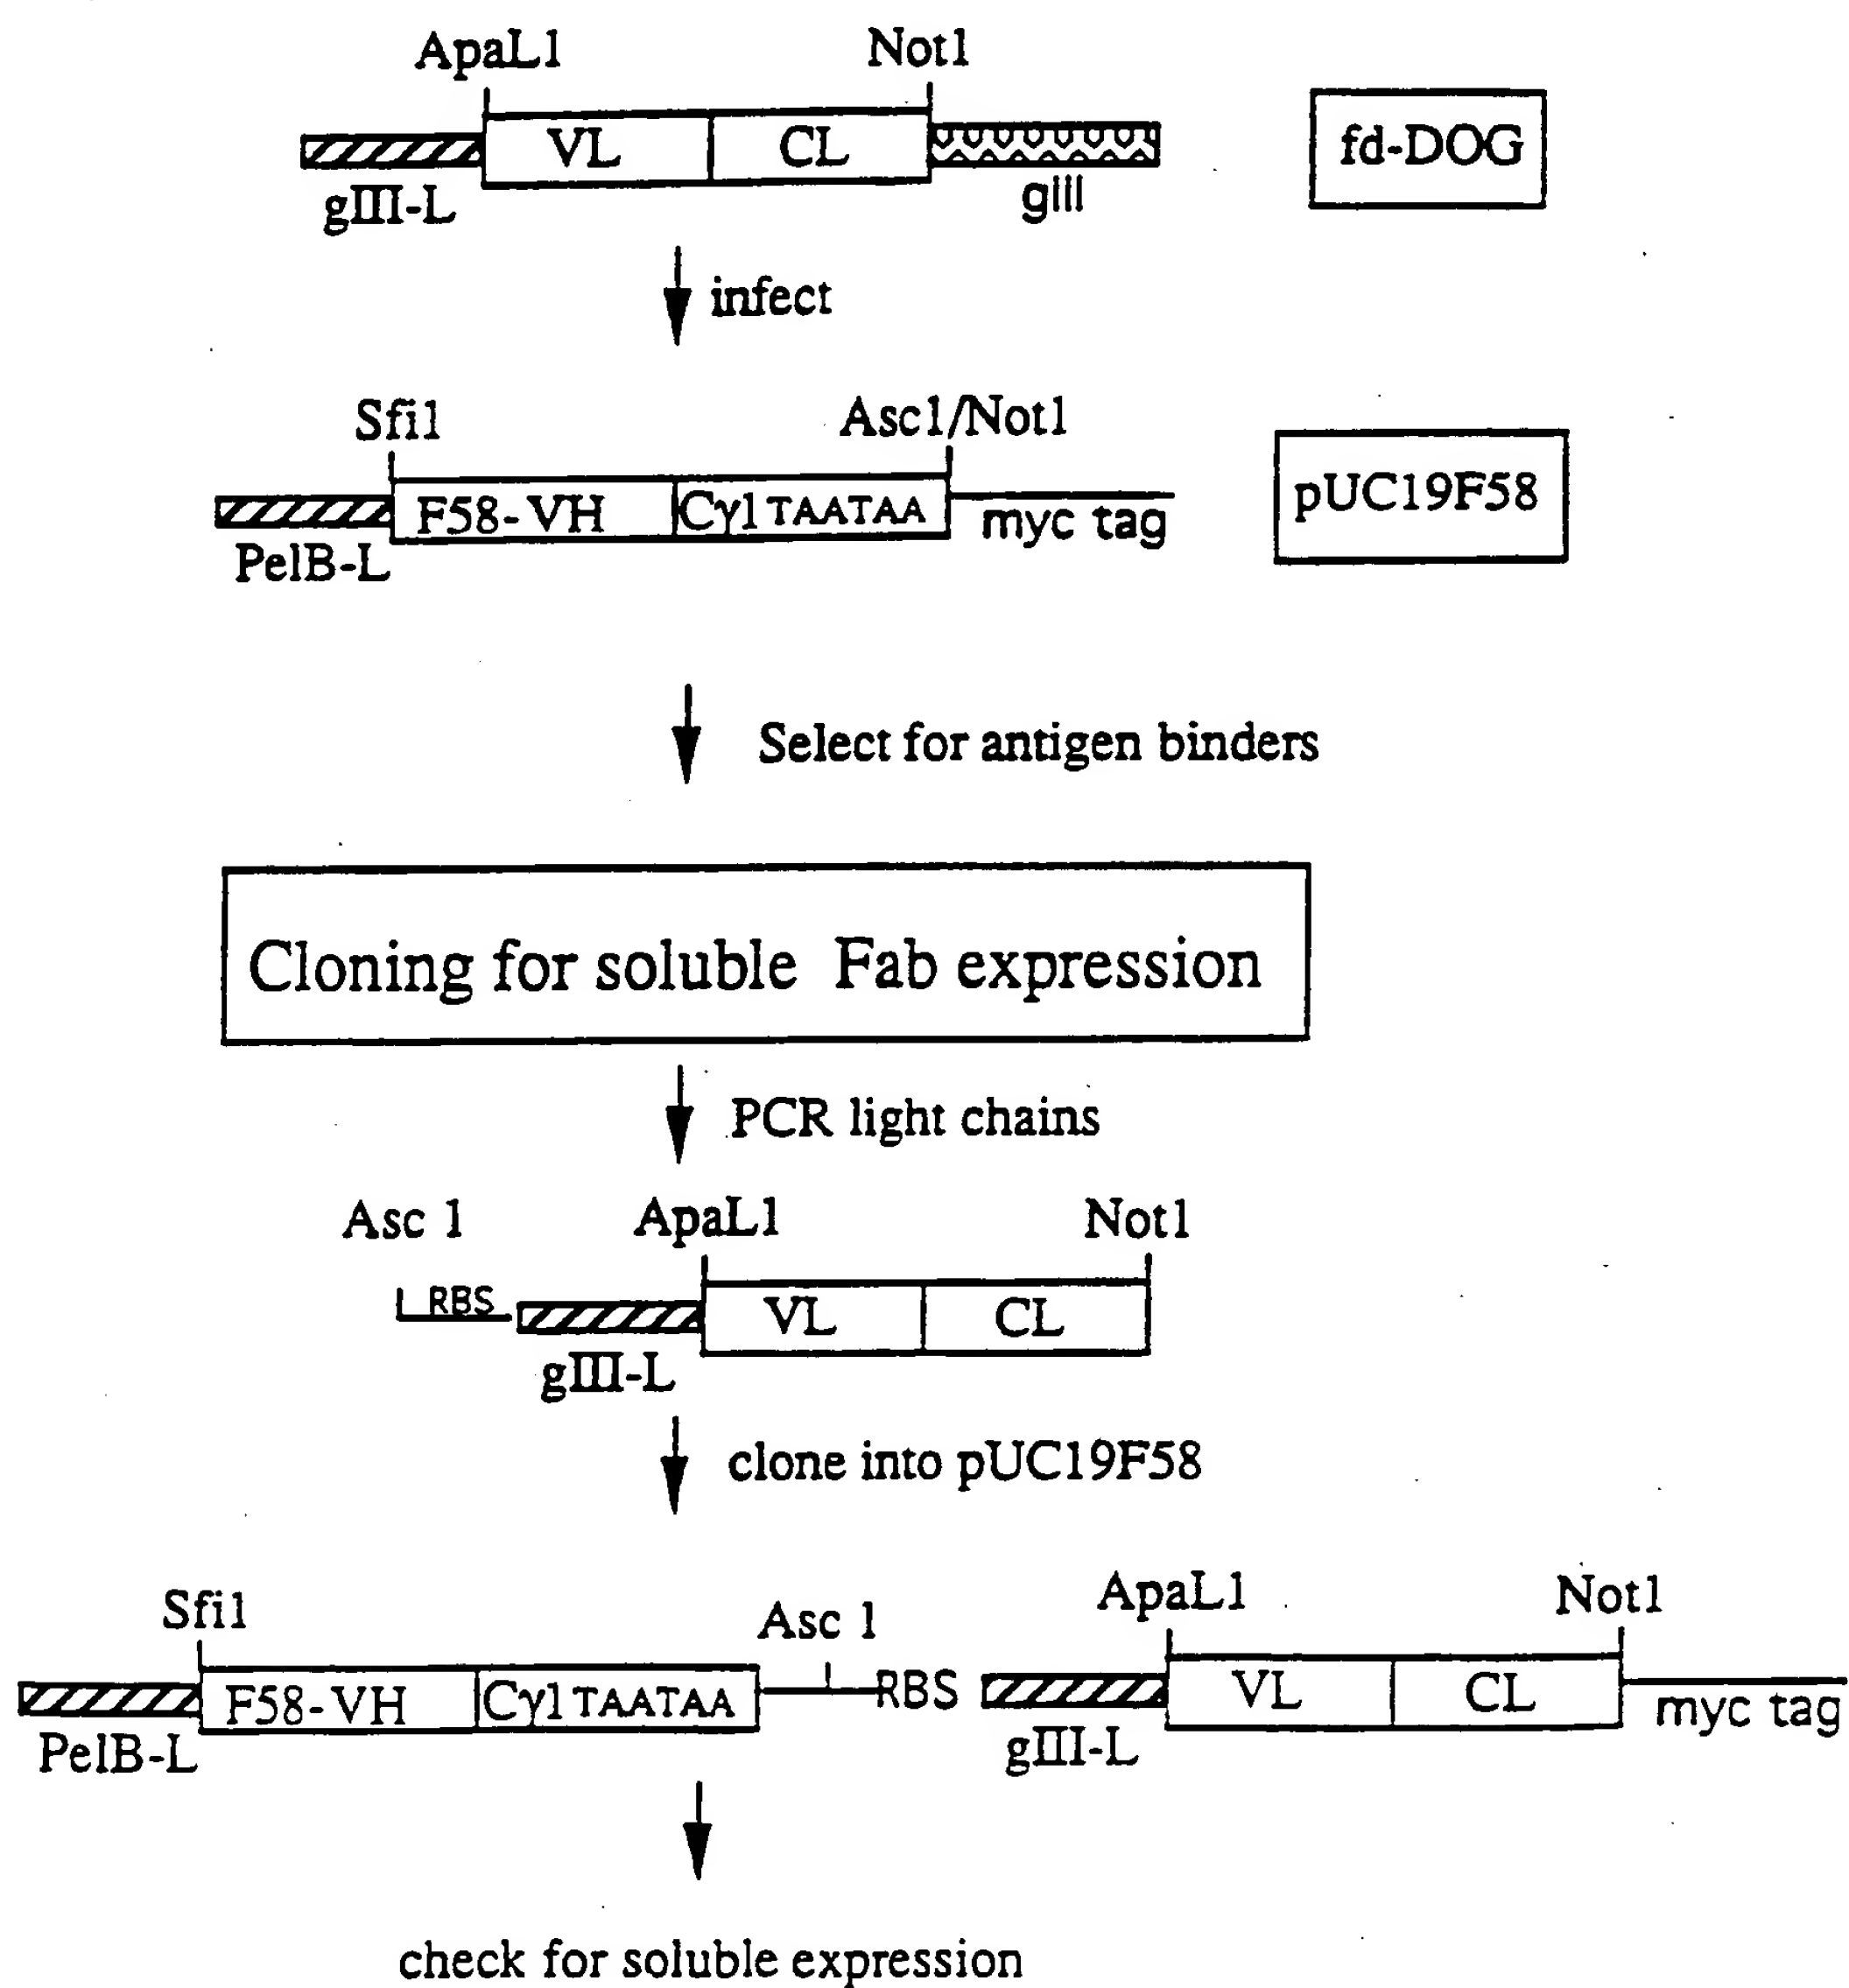 ApaL1 Not1
VL CL fd-DOG
gIII-L gIII
infect
Sfi1 Asc1/Not1
F58-VH Cγ1 TAATAA pUC19F58
PelB-L myc tag
Select for antigen binders
Cloning for soluble Fab expression
PCR light chains
Asc 1 ApaL1 Not1
RBS VL CL
gIII-L
clone into pUC19F58
Sfi1 Asc 1 ApaL1 Not1
F58-VH Cγ1 TAATAA RBS VL CL
PelB-L gIII-L myc tag
check for soluble expression